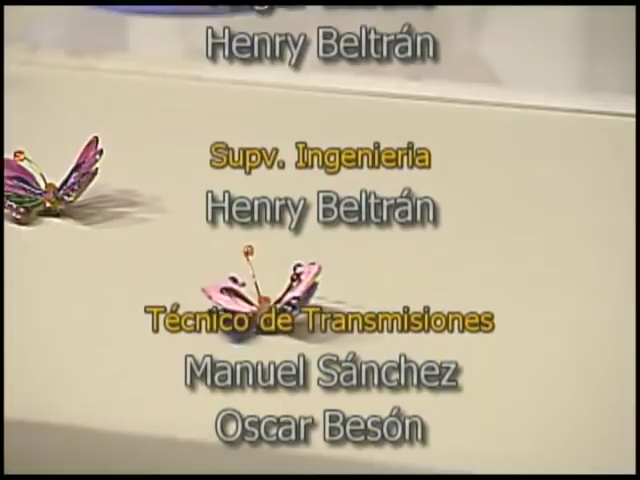 Henry Beltrán
Supv. Ingenieria
Henry Beltrán
Técnico de Transmisiones
Manuel Sánchez
Oscar Besón